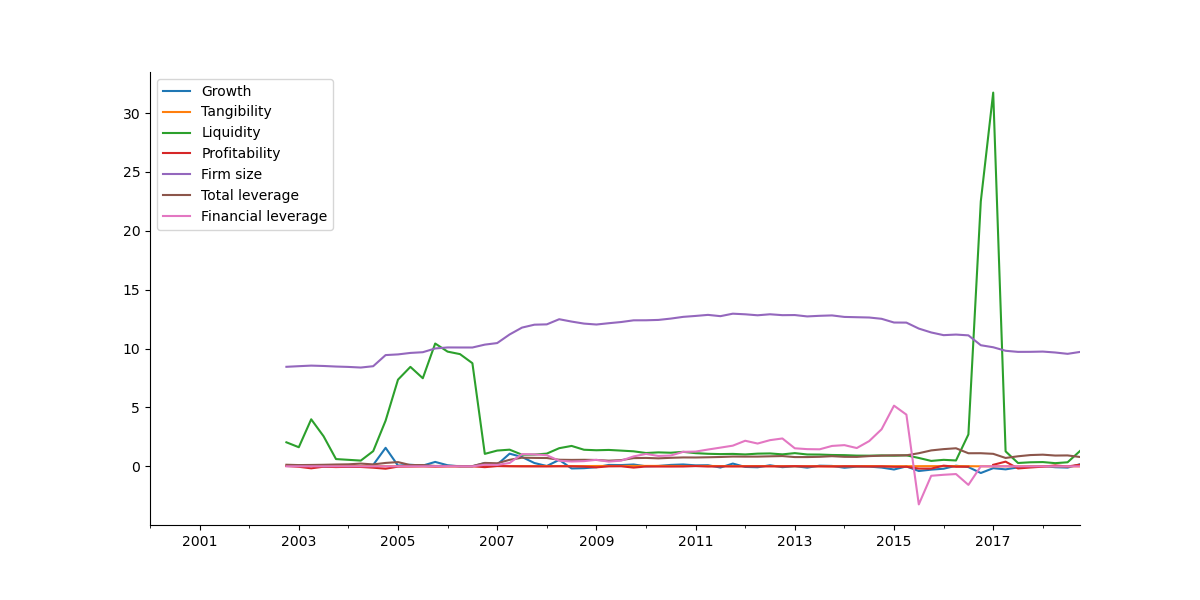 Growth
Tangibility
Liquidity
Profitability
Firm size
Total leverage
Financial leverage
30
25
20
15
10
5
0
2001 2003 2005 2007 2009 2011 2013 2015 2017